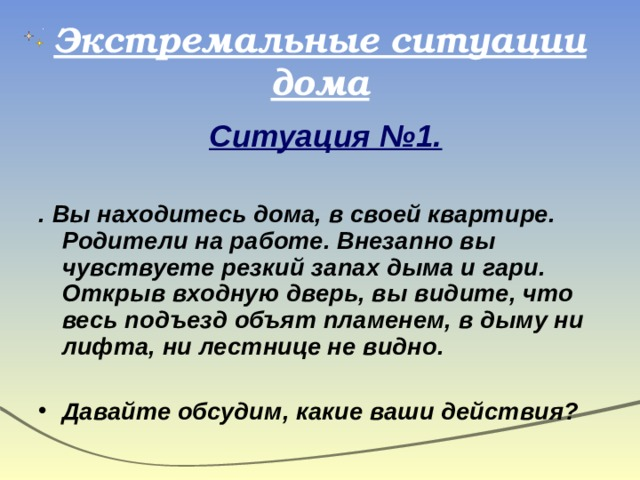 Экстремальные ситуации
дома
Ситуация №1.
. Вы находитесь дома, в своей квартире.
Родители на работе. Внезапно вы
чувствуете резкий запах дыма и гари.
Открыв входную дверь, вы видите, что
весь подъезд объят пламенем, в дыму ни
лифта, ни лестнице не видно.
• Давайте обсудим, какие ваши действия?